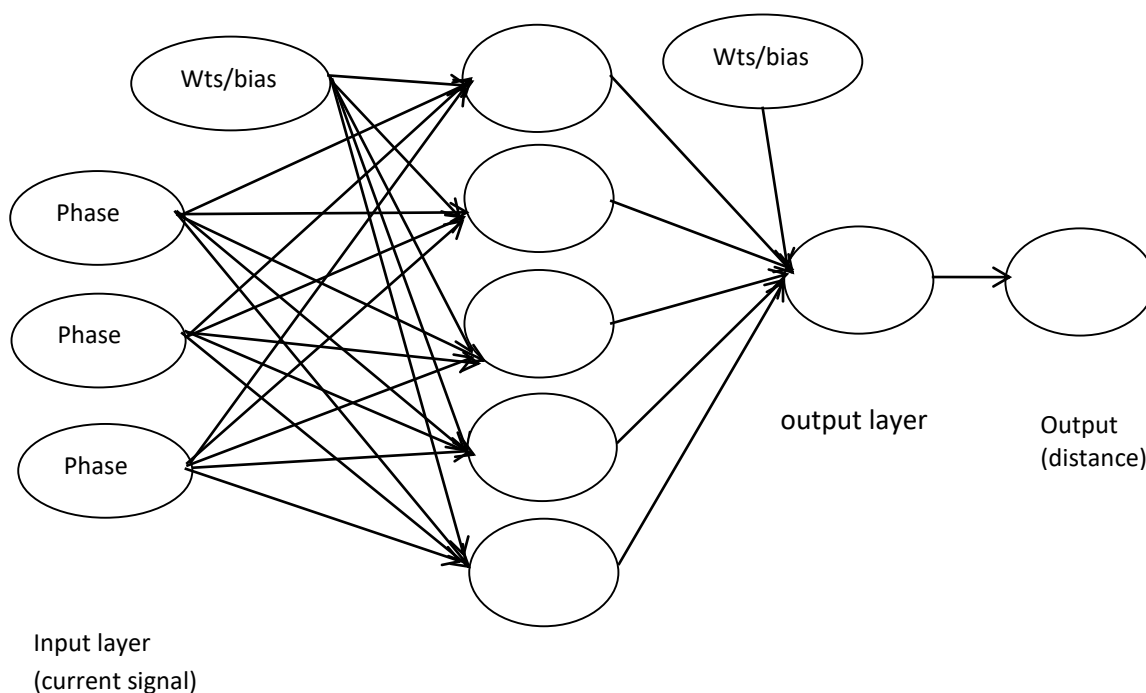 Wts/bias
Wts/bias
Phase
Phase
Phase
output layer
Output
(distance)
Input layer
(current signal)